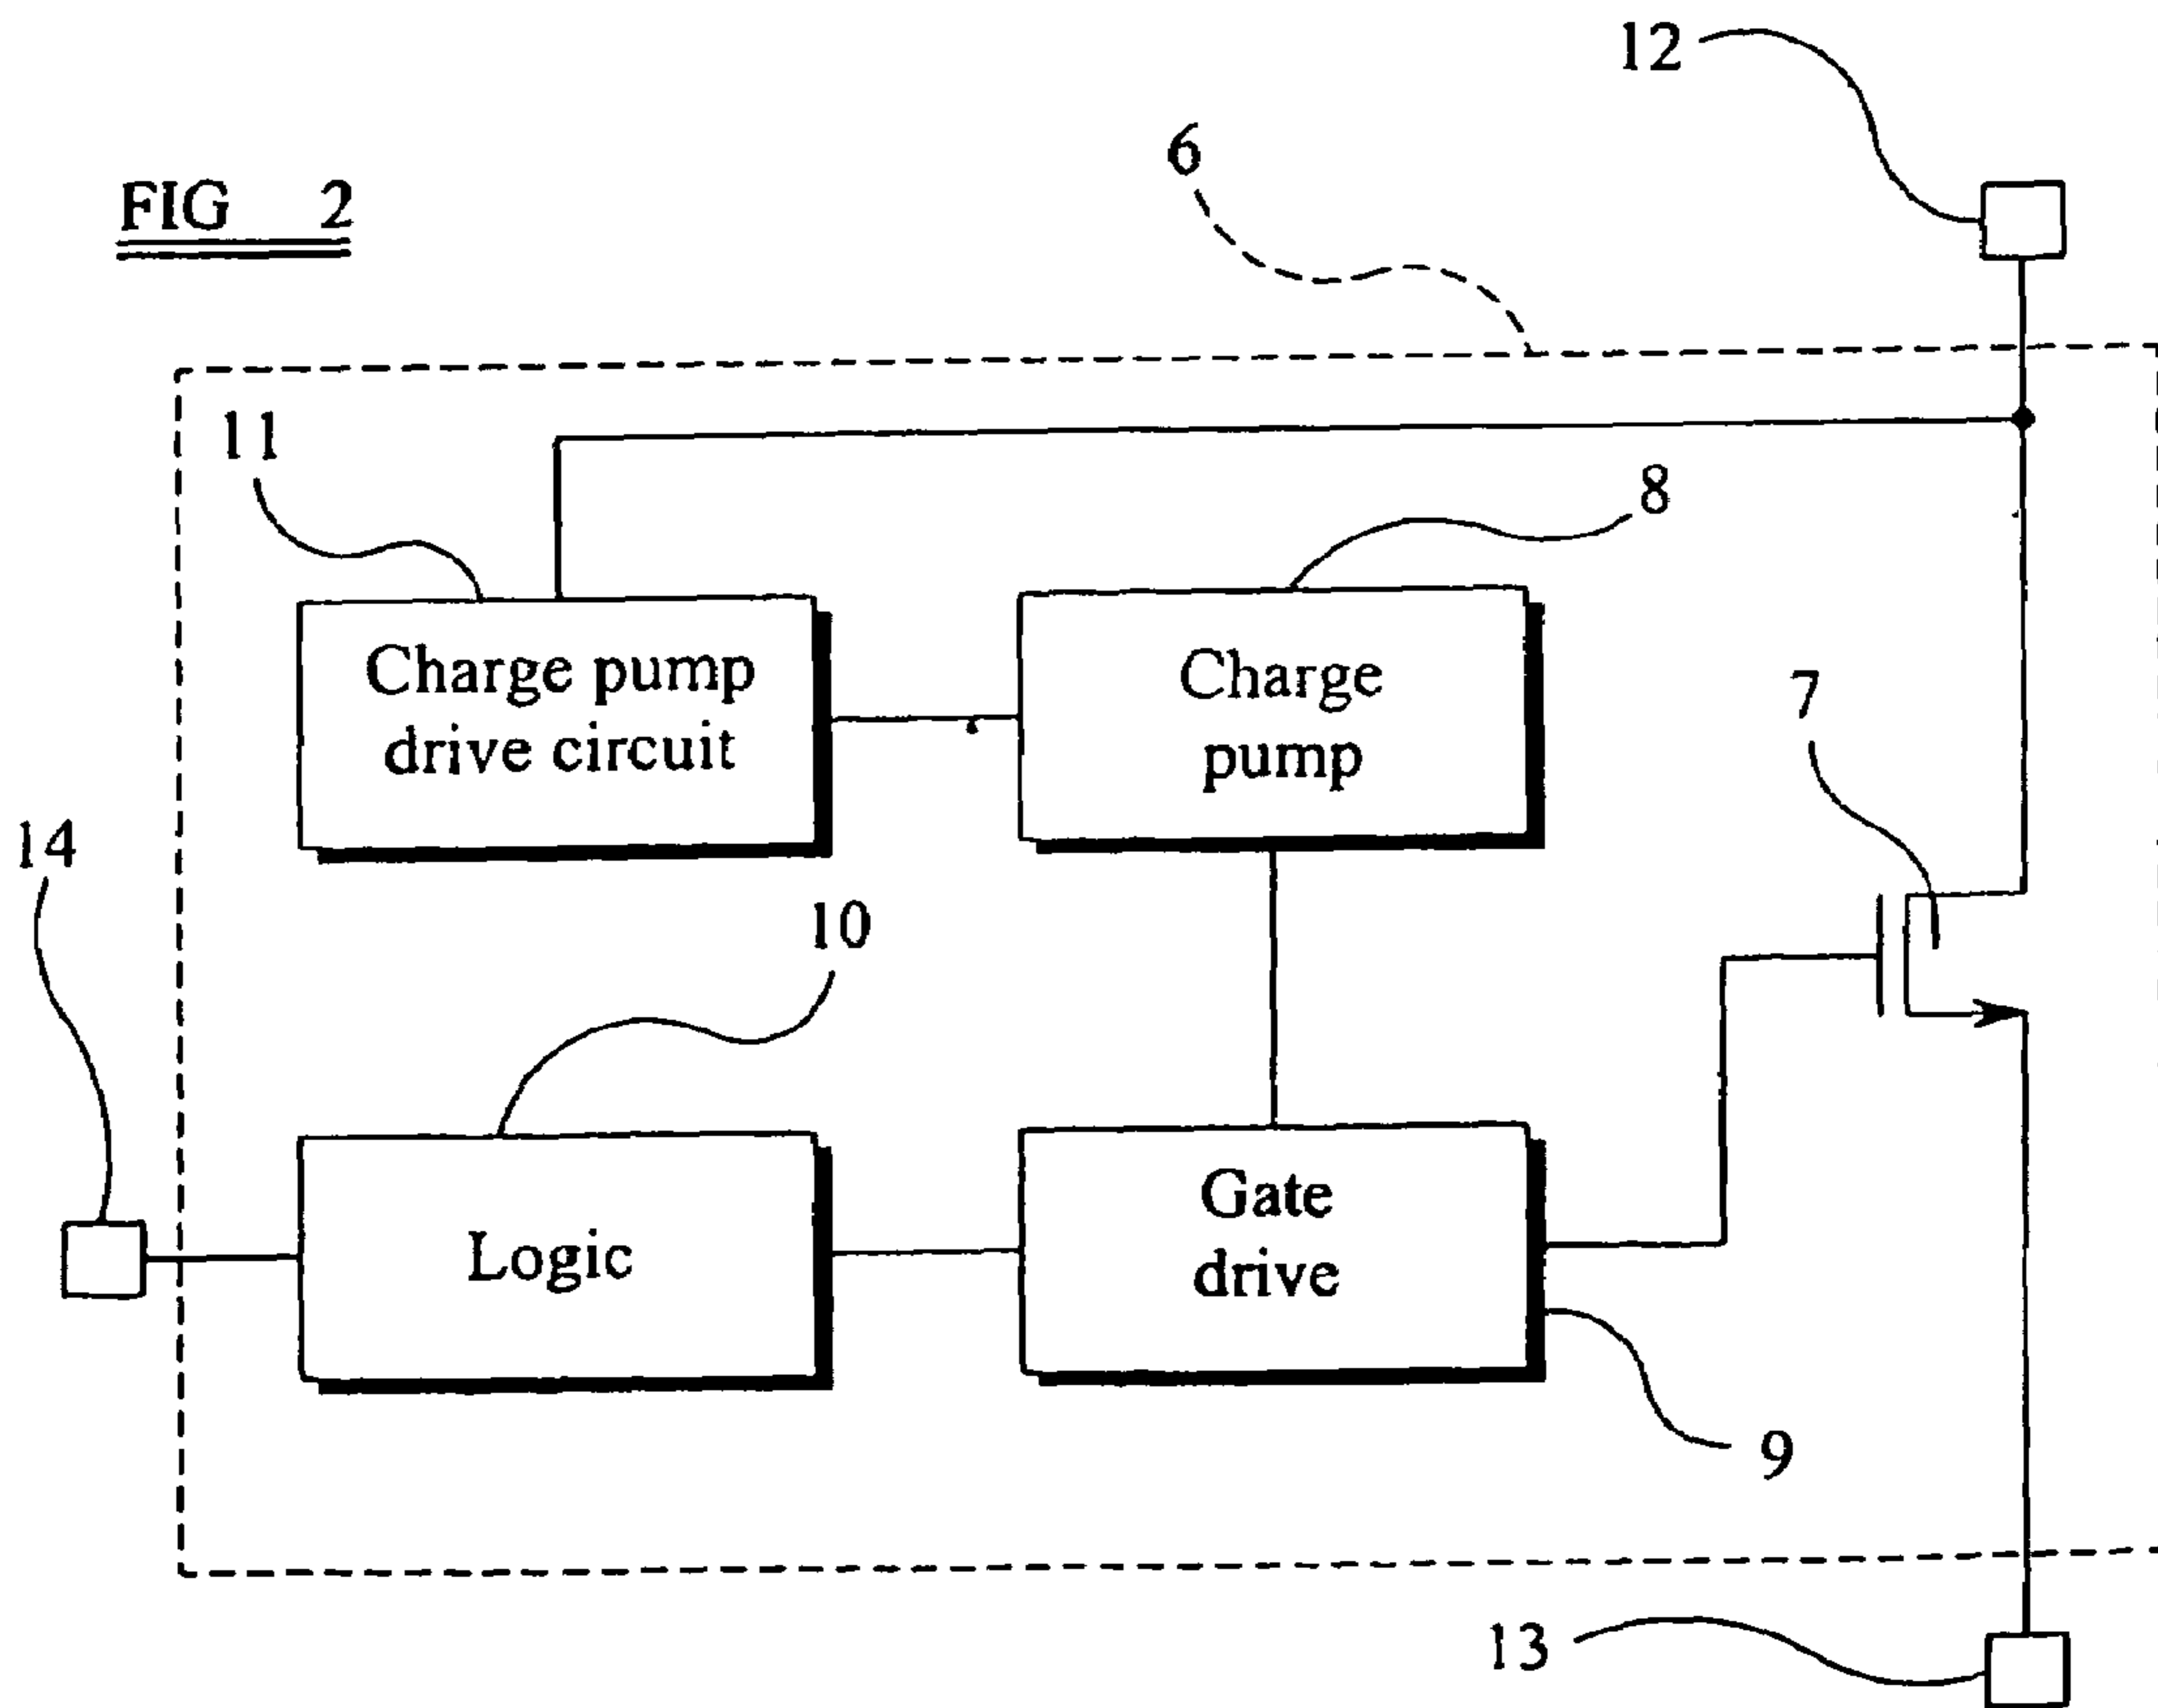 12
6
FIG 2
11
8
Charge pump
drive circuit
Charge
pump
7
14
10
Gate
drive
Logic
9
13